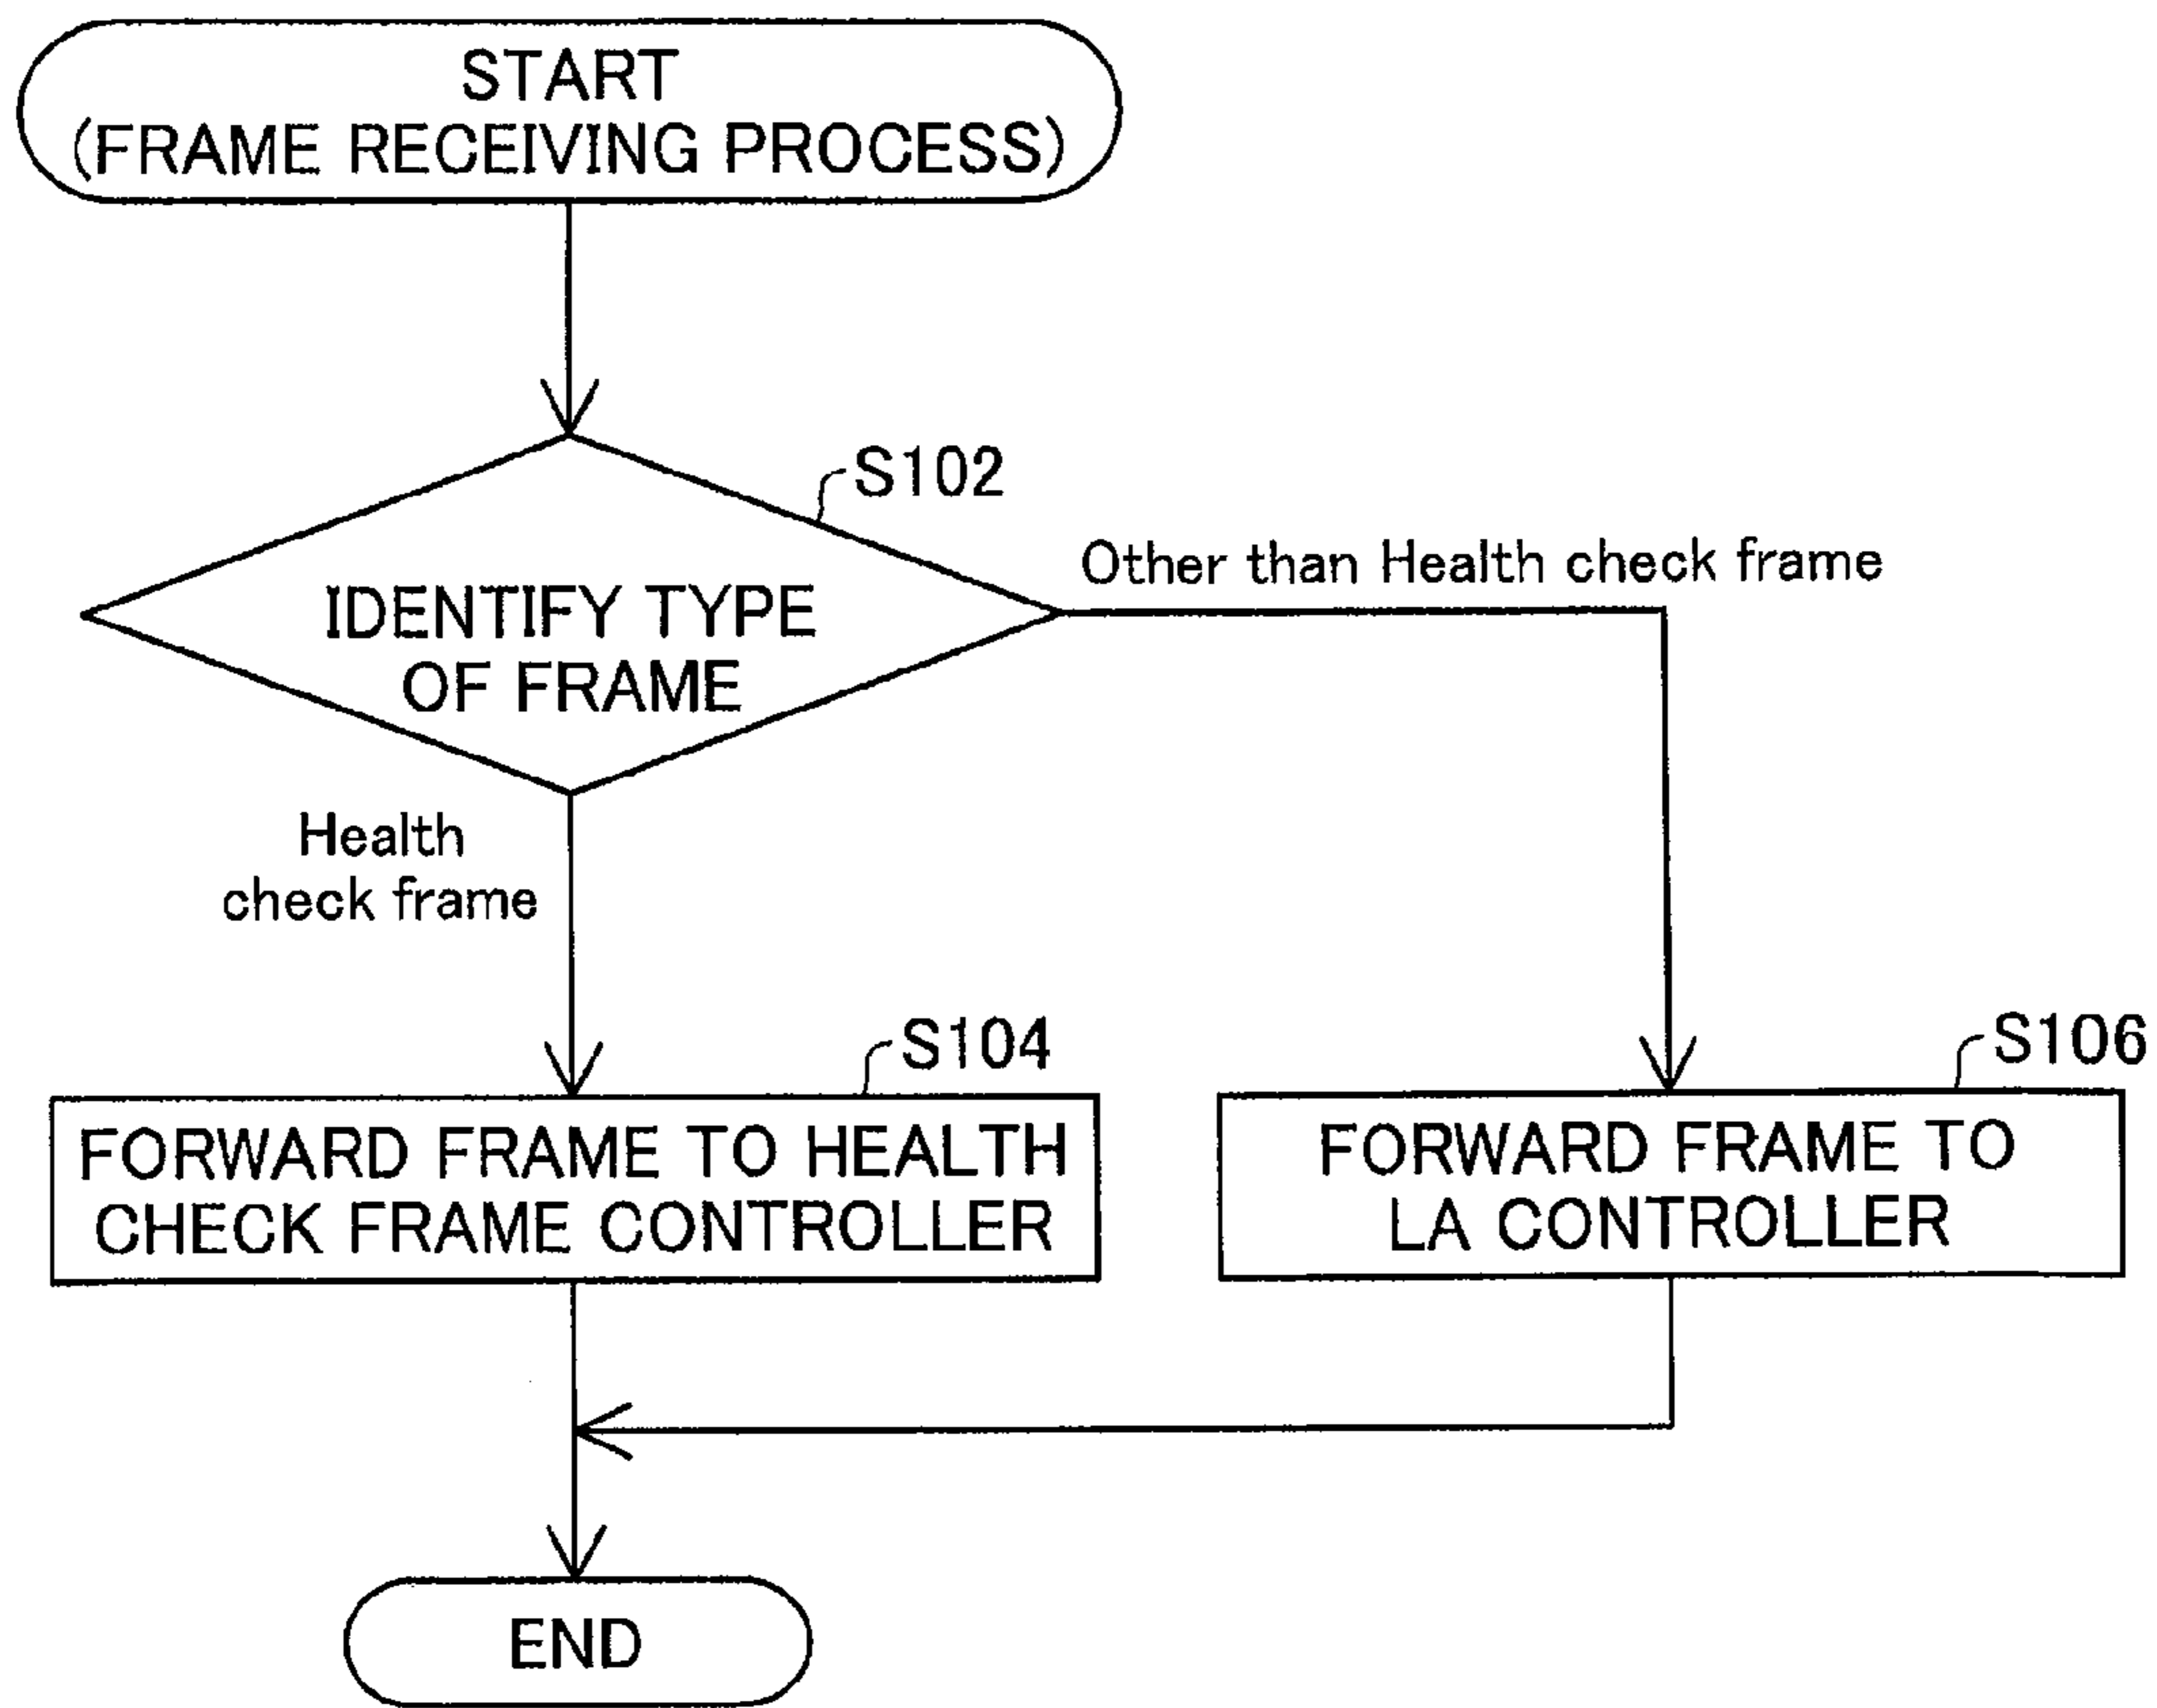 START
(FRAME RECEIVING PROCESS)
S102
Other than Health check frame
IDENTIFY TYPE
OF FRAME
Health
check frame
S104
S106
FORWARD FRAME TO HEALTH
CHECK FRAME CONTROLLER
FORWARD FRAME TO
LA CONTROLLER
END